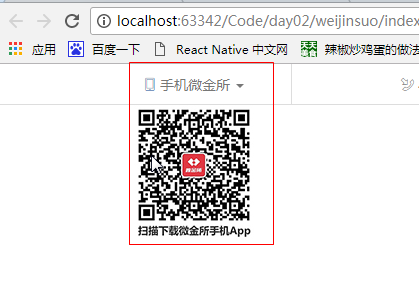 localhost:63342/Code/day02/weijinsuo/index
应用 百度一下 React Native 中文网 辣椒炒鸡蛋的做法
手机微金所
扫描下载微金所手机App